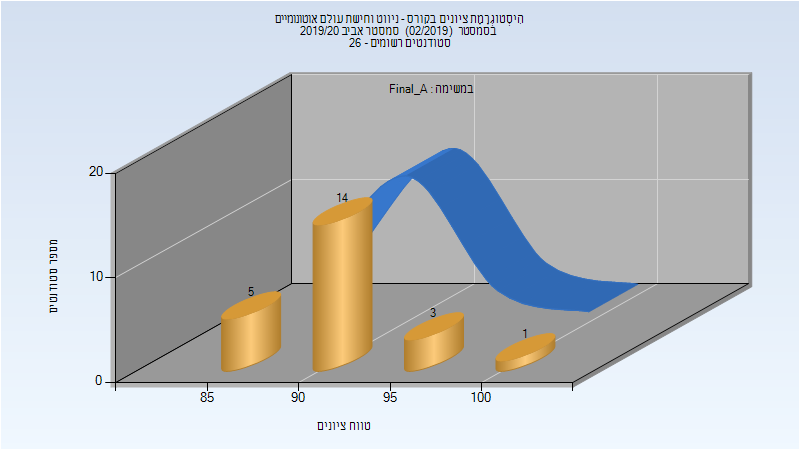 היסטוגרמת ציונים בקורס - ניווט וחישת עולם אוטונומיים
בסמסטר (02/2019) סמסטר אביב 2019/20
סטודנטים רשומים - 26
במשימה : Final_A
20
10
0
מספר סטודנטים
5
14
3
1
85
90
95
100
טווח ציונים